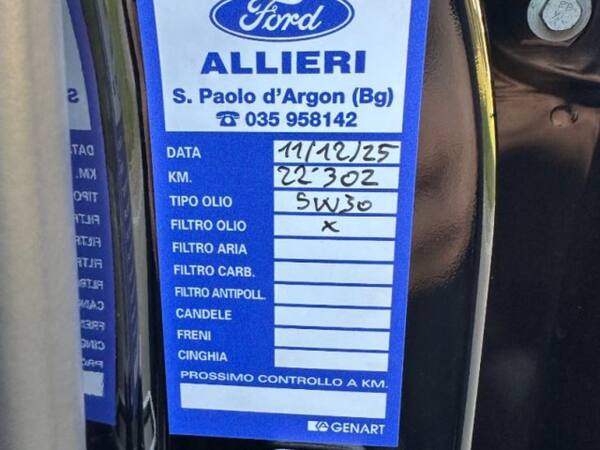 Ford
ALLIERI
S. Paolo d'Argon (Bg)
☎ 035 958142
DATA 11/12/25
KM. 22'302
TIPO OLIO 5W30
FILTRO OLIO x
FILTRO ARIA
FILTRO CARB.
FILTRO ANTIPOLL.
CANDELE
FRENI
CINGHIA
PROSSIMO CONTROLLO A KM.
GENART